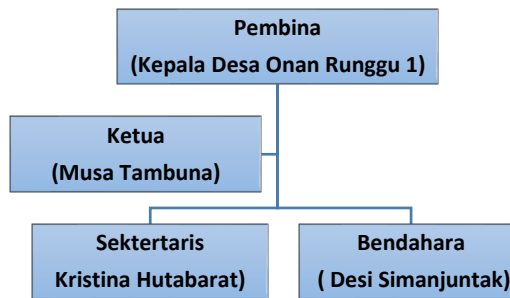 Pembina
(Kepala Desa Onan Runggu 1)
Ketua
(Musa Tambuna)
Sektertaris
Kristina Hutabarat)
Bendahara
( Desi Simanjuntak)